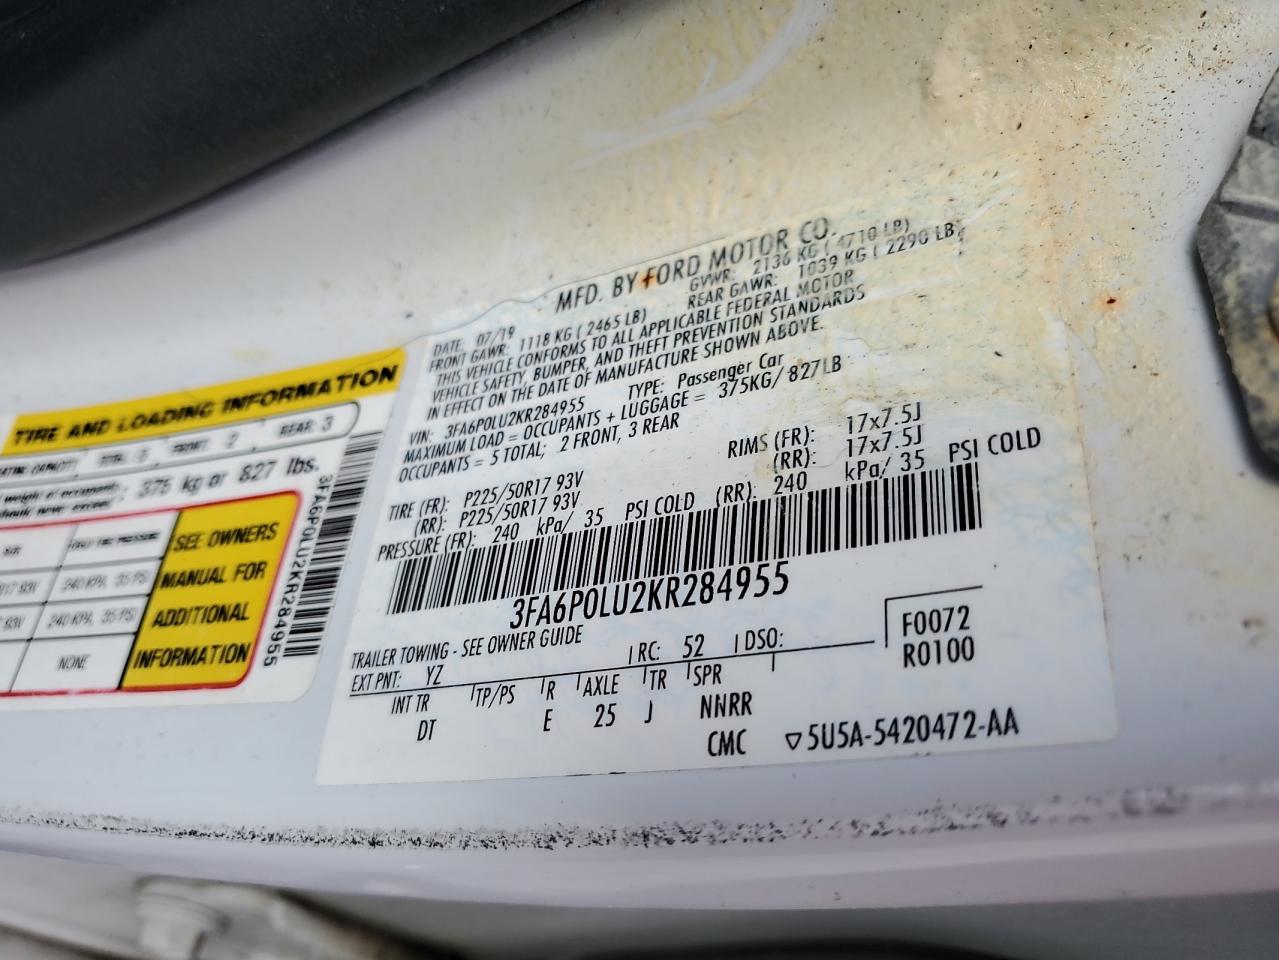 MFD. BY FORD MOTOR CO.
DATE: 07/19 GVWR: 2136 KG ( 4710 LB)
FRONT GAWR: 1118 KG ( 2465 LB) REAR GAWR: 1039 KG ( 2290 LB)
THIS VEHICLE CONFORMS TO ALL APPLICABLE FEDERAL MOTOR
VEHICLE SAFETY, BUMPER, AND THEFT PREVENTION STANDARDS
IN EFFECT ON THE DATE OF MANUFACTURE SHOWN ABOVE.
VIN: 3FA6P0LU2KR284955 TYPE: Passenger Car
MAXIMUM LOAD = OCCUPANTS + LUGGAGE = 375KG/ 827LB
OCCUPANTS = 5 TOTAL; 2 FRONT, 3 REAR
TIRE (FR): P225/50R17 93V RIMS (FR): 17x7.5J
(RR): P225/50R17 93V (RR): 17x7.5J
PRESSURE (FR): 240 kPa/ 35 PSI COLD (RR): 240 kPa/ 35 PSI COLD
3FA6P0LU2KR284955
TRAILER TOWING - SEE OWNER GUIDE
EXT PNT: YZ RC: 52 DSO: F0072
R0100
INT TR TP/PS R AXLE TR SPR
DT E 25 J NNRR
CMC ▽5U5A-5420472-AA
TIRE AND LOADING INFORMATION
FRONT: 2 REAR: 3
375 kg or 827 lbs.
SEE OWNERS
MANUAL FOR
ADDITIONAL
INFORMATION
240 KPA, 35 PSI
240 KPA, 35 PSI
NONE
3FA6P0LU2KR284955